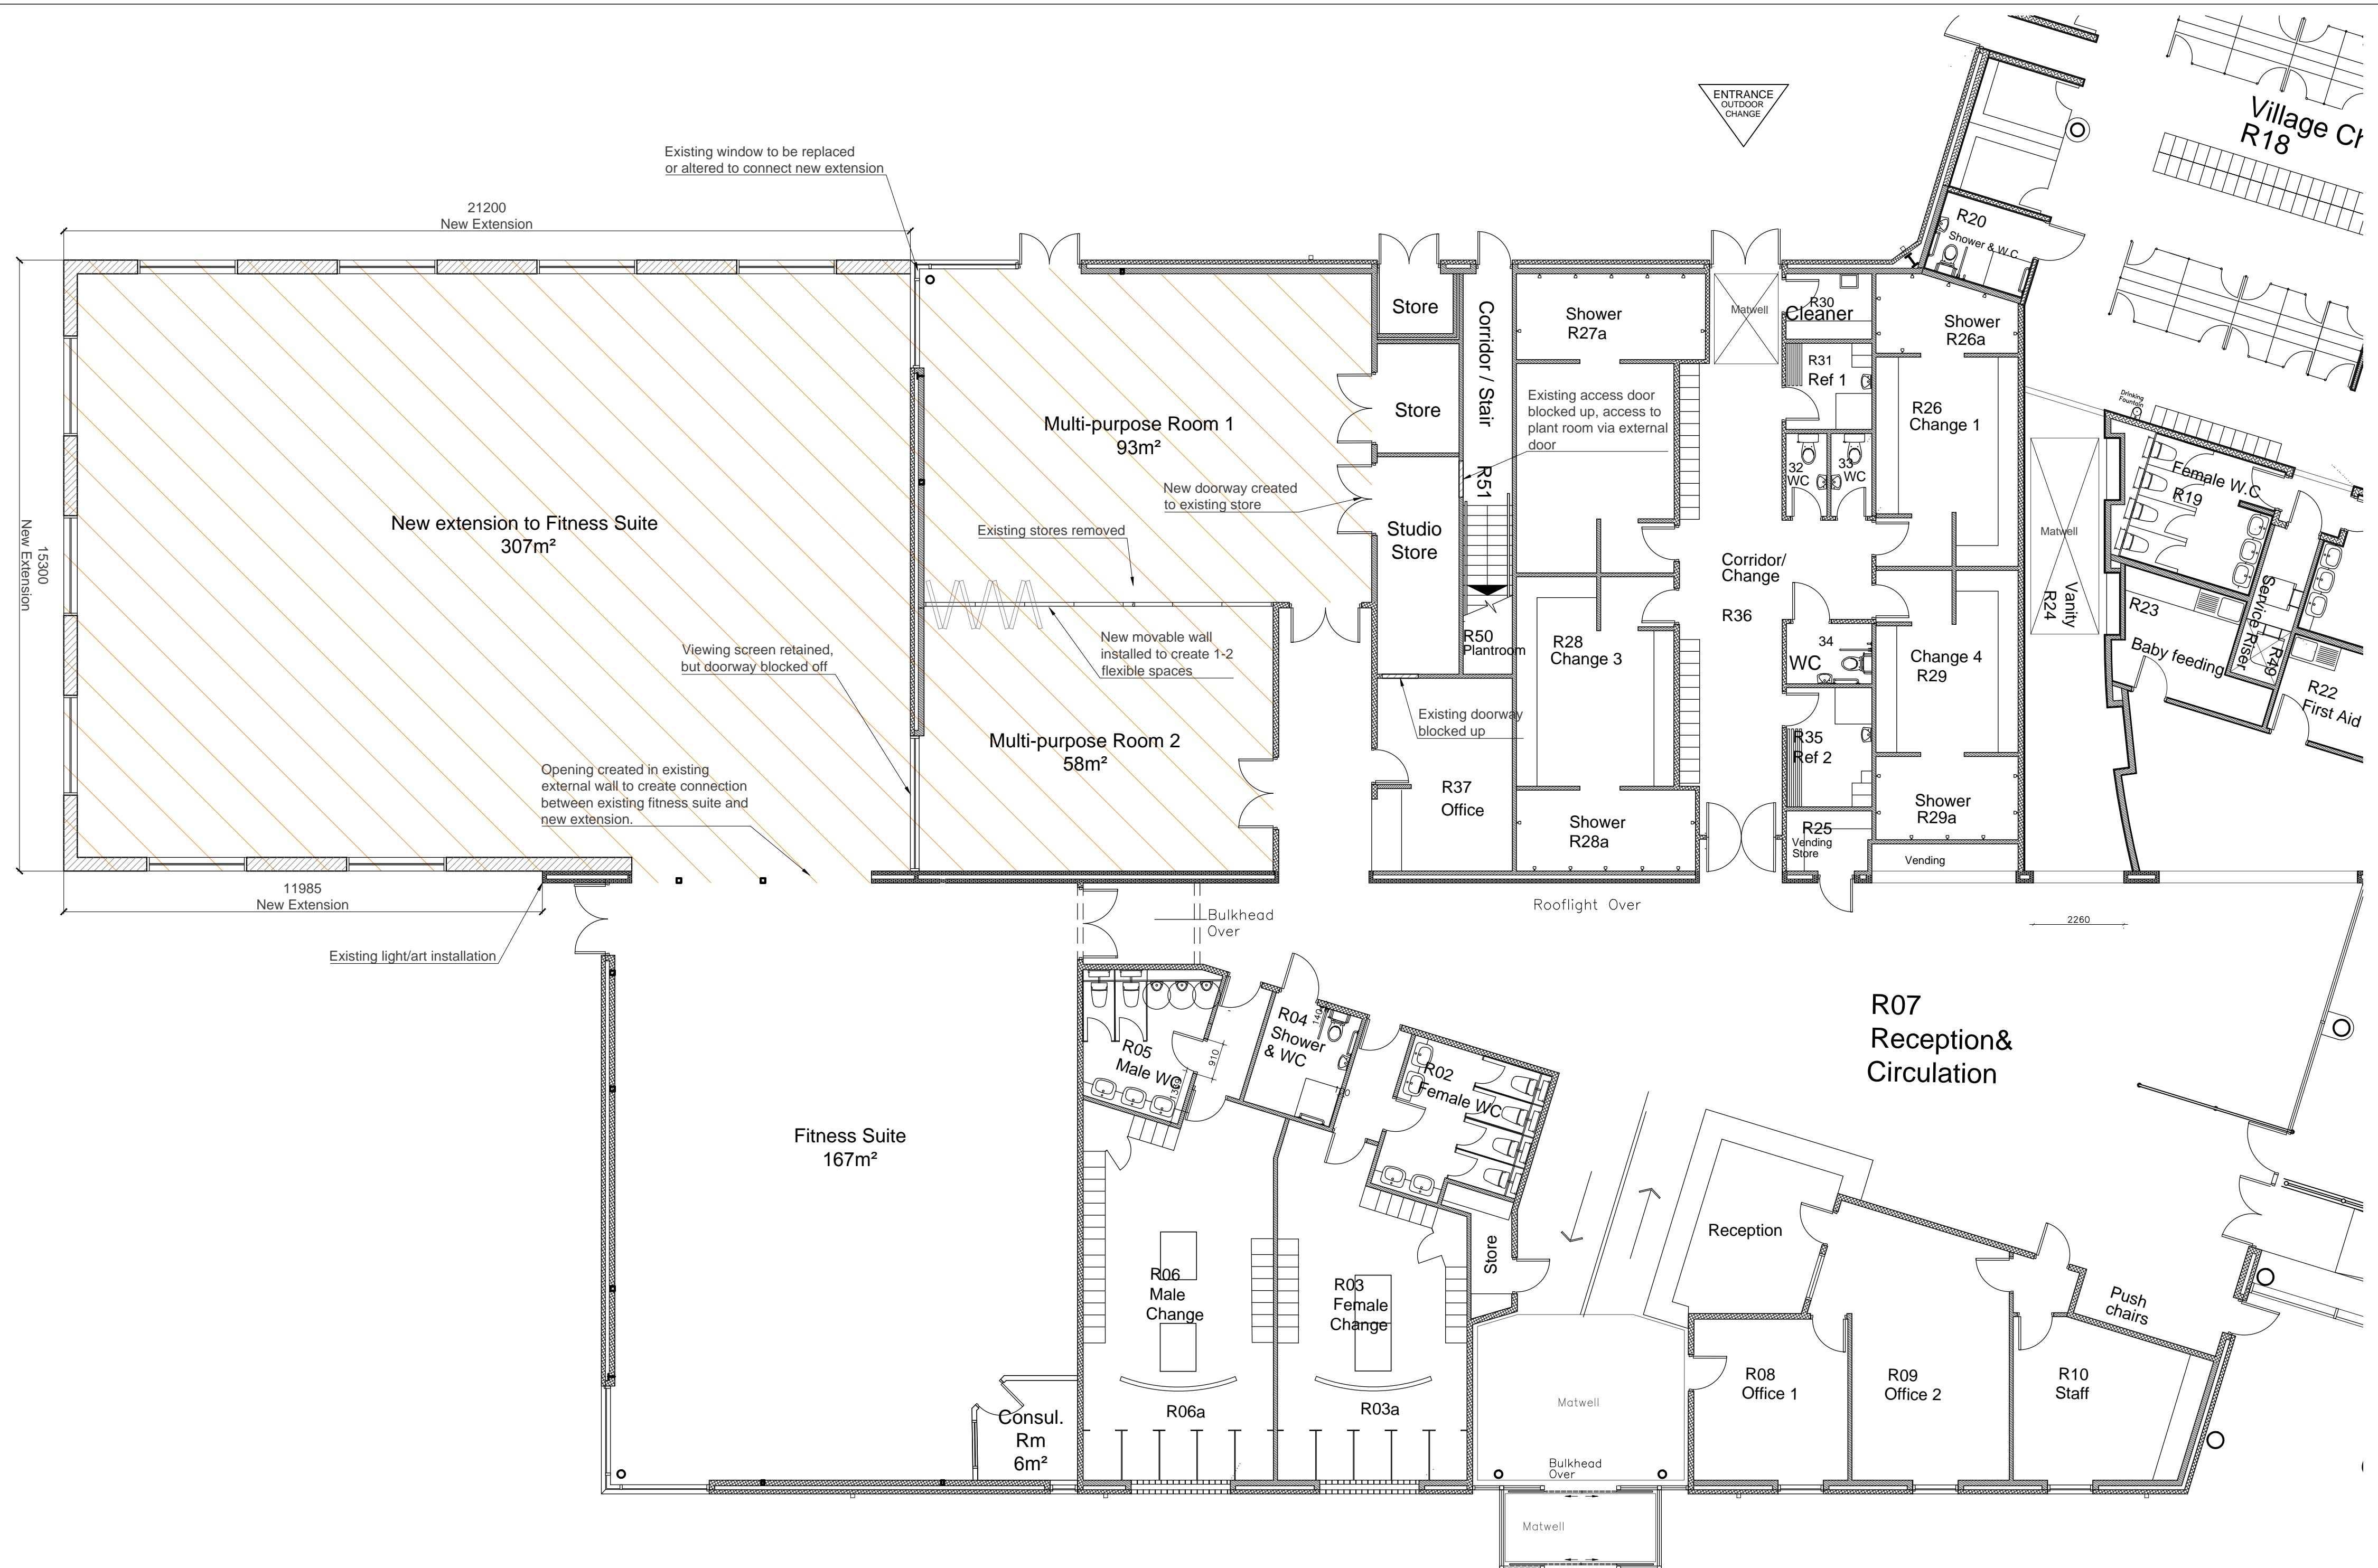 ENTRANCE
OUTDOOR
CHANGE
Village Ch
R18
Existing window to be replaced
or altered to connect new extension
21200
New Extension
R20
Shower & W.C
Store
Corridor / Stair
R51
Shower
R27a
Matwell
R30
Cleaner
Shower
R26a
R31
Ref 1
Drinking
Fountain
Multi-purpose Room 1
93m²
Store
Existing access door
blocked up, access to
plant room via external
door
R26
Change 1
32
WC
33
WC
Female W.C
R19
New doorway created
to existing store
New extension to Fitness Suite
307m²
Existing stores removed
Studio
Store
Matwell
15300
New Extension
Corridor/
Change
R36
Vanity
R24
Service Riser
R49
R23
Baby feeding
New movable wall
installed to create 1-2
flexible spaces
R50
Plantroom
R28
Change 3
34
WC
Change 4
R29
R22
First Aid
Viewing screen retained,
but doorway blocked off
Existing doorway
blocked up
Multi-purpose Room 2
58m²
R35
Ref 2
Opening created in existing
external wall to create connection
between existing fitness suite and
new extension.
R37
Office
Shower
R28a
Shower
R29a
R25
Vending
Store
Vending
11985
New Extension
Existing light/art installation
Bulkhead
Over
Rooflight Over
2260
R07
Reception&
Circulation
R04
Shower
& WC
140
R05
Male WC
910
1309
R02
Female WC
Fitness Suite
167m²
Reception
Store
R06
Male
Change
R03
Female
Change
Push
chairs
R08
Office 1
R09
Office 2
R10
Staff
Consul.
Rm
6m²
R06a
R03a
Matwell
Bulkhead
Over
Matwell